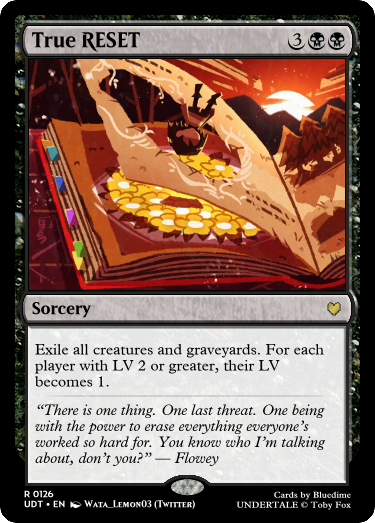 True RESET
3
Sorcery
Exile all creatures and graveyards. For each
player with LV 2 or greater, their LV
becomes 1.
“There is one thing. One last threat. One being
with the power to erase everything everyone’s
worked so hard for. You know who I’m talking
about, don’t you?” — Flowey
R 0126
Cards by Bluedime
UDT • EN Wata_Lemon03 (Twitter)
UNDERTALE © Toby Fox